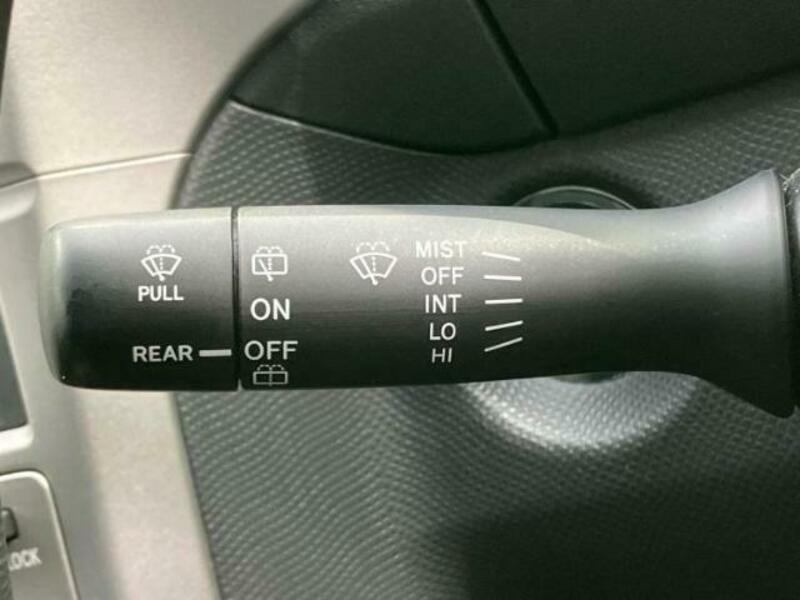 PULL
REAR
ON
OFF
MIST
OFF
INT
LO
HI
LOCK